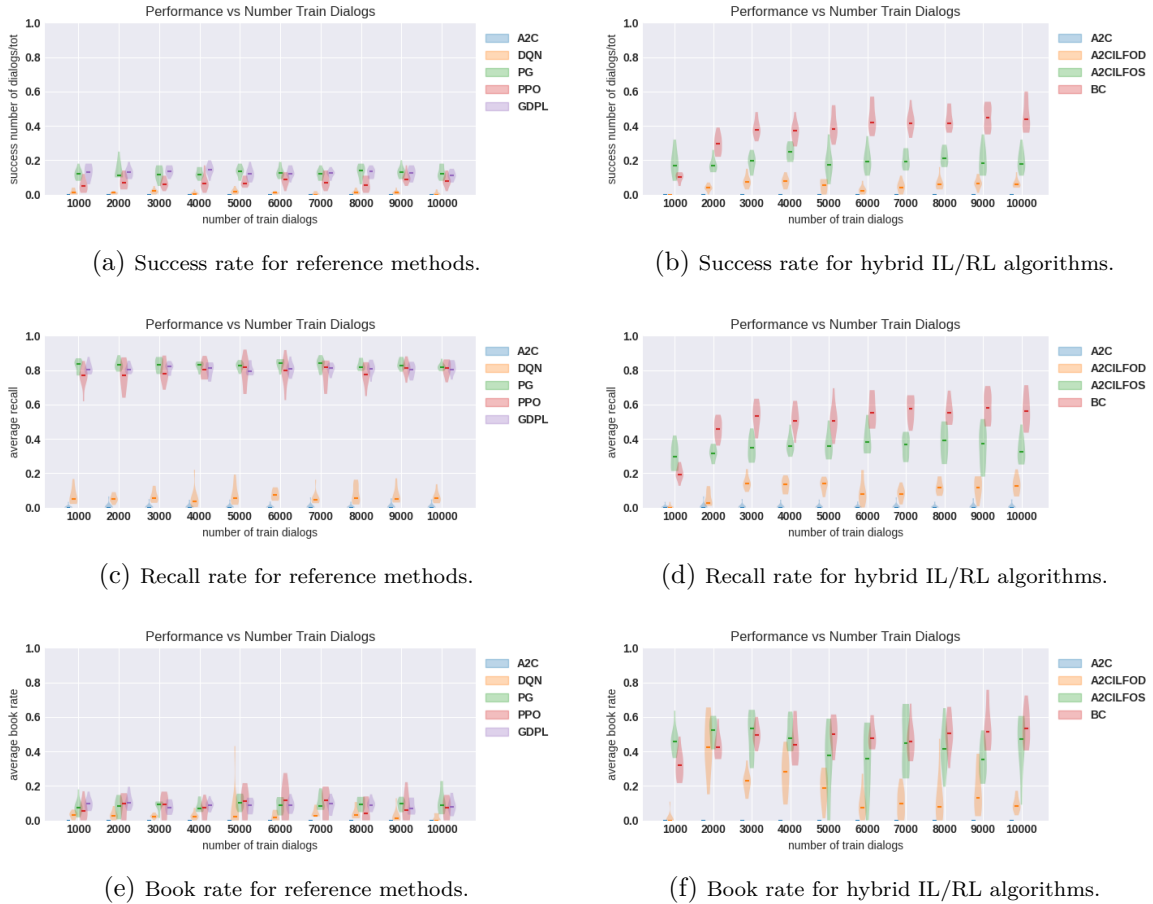 Performance vs Number Train Dialogs
success number of dialogs/tot
1.0
0.8
0.6
0.4
0.2
0.0
1000 2000 3000 4000 5000 6000 7000 8000 9000 10000
number of train dialogs
A2C
DQN
PG
PPO
GDPL
(a) Success rate for reference methods.
Performance vs Number Train Dialogs
success number of dialogs/tot
1.0
0.8
0.6
0.4
0.2
0.0
1000 2000 3000 4000 5000 6000 7000 8000 9000 10000
number of train dialogs
A2C
A2CILFOD
A2CILFOS
BC
(b) Success rate for hybrid IL/RL algorithms.
Performance vs Number Train Dialogs
average recall
1.0
0.8
0.6
0.4
0.2
0.0
1000 2000 3000 4000 5000 6000 7000 8000 9000 10000
number of train dialogs
A2C
DQN
PG
PPO
GDPL
(c) Recall rate for reference methods.
Performance vs Number Train Dialogs
average recall
1.0
0.8
0.6
0.4
0.2
0.0
1000 2000 3000 4000 5000 6000 7000 8000 9000 10000
number of train dialogs
A2C
A2CILFOD
A2CILFOS
BC
(d) Recall rate for hybrid IL/RL algorithms.
Performance vs Number Train Dialogs
average book rate
1.0
0.8
0.6
0.4
0.2
0.0
1000 2000 3000 4000 5000 6000 7000 8000 9000 10000
number of train dialogs
A2C
DQN
PG
PPO
GDPL
(e) Book rate for reference methods.
Performance vs Number Train Dialogs
average book rate
1.0
0.8
0.6
0.4
0.2
0.0
1000 2000 3000 4000 5000 6000 7000 8000 9000 10000
number of train dialogs
A2C
A2CILFOD
A2CILFOS
BC
(f) Book rate for hybrid IL/RL algorithms.